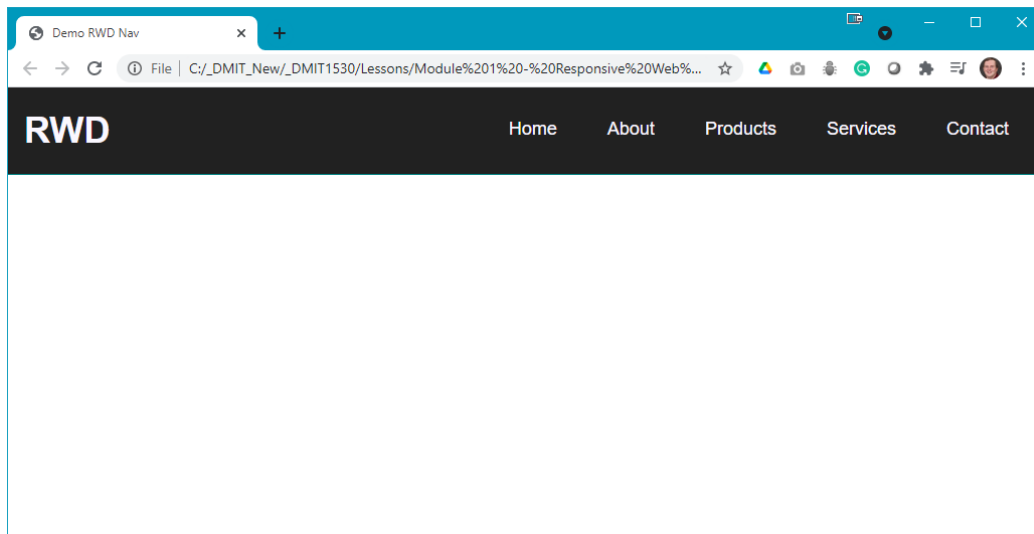 Demo RWD Nav
File C:/_DMIT_New/_DMIT1530/Lessons/Module%201%20-%20Responsive%20Web%...
RWD Home About Products Services Contact